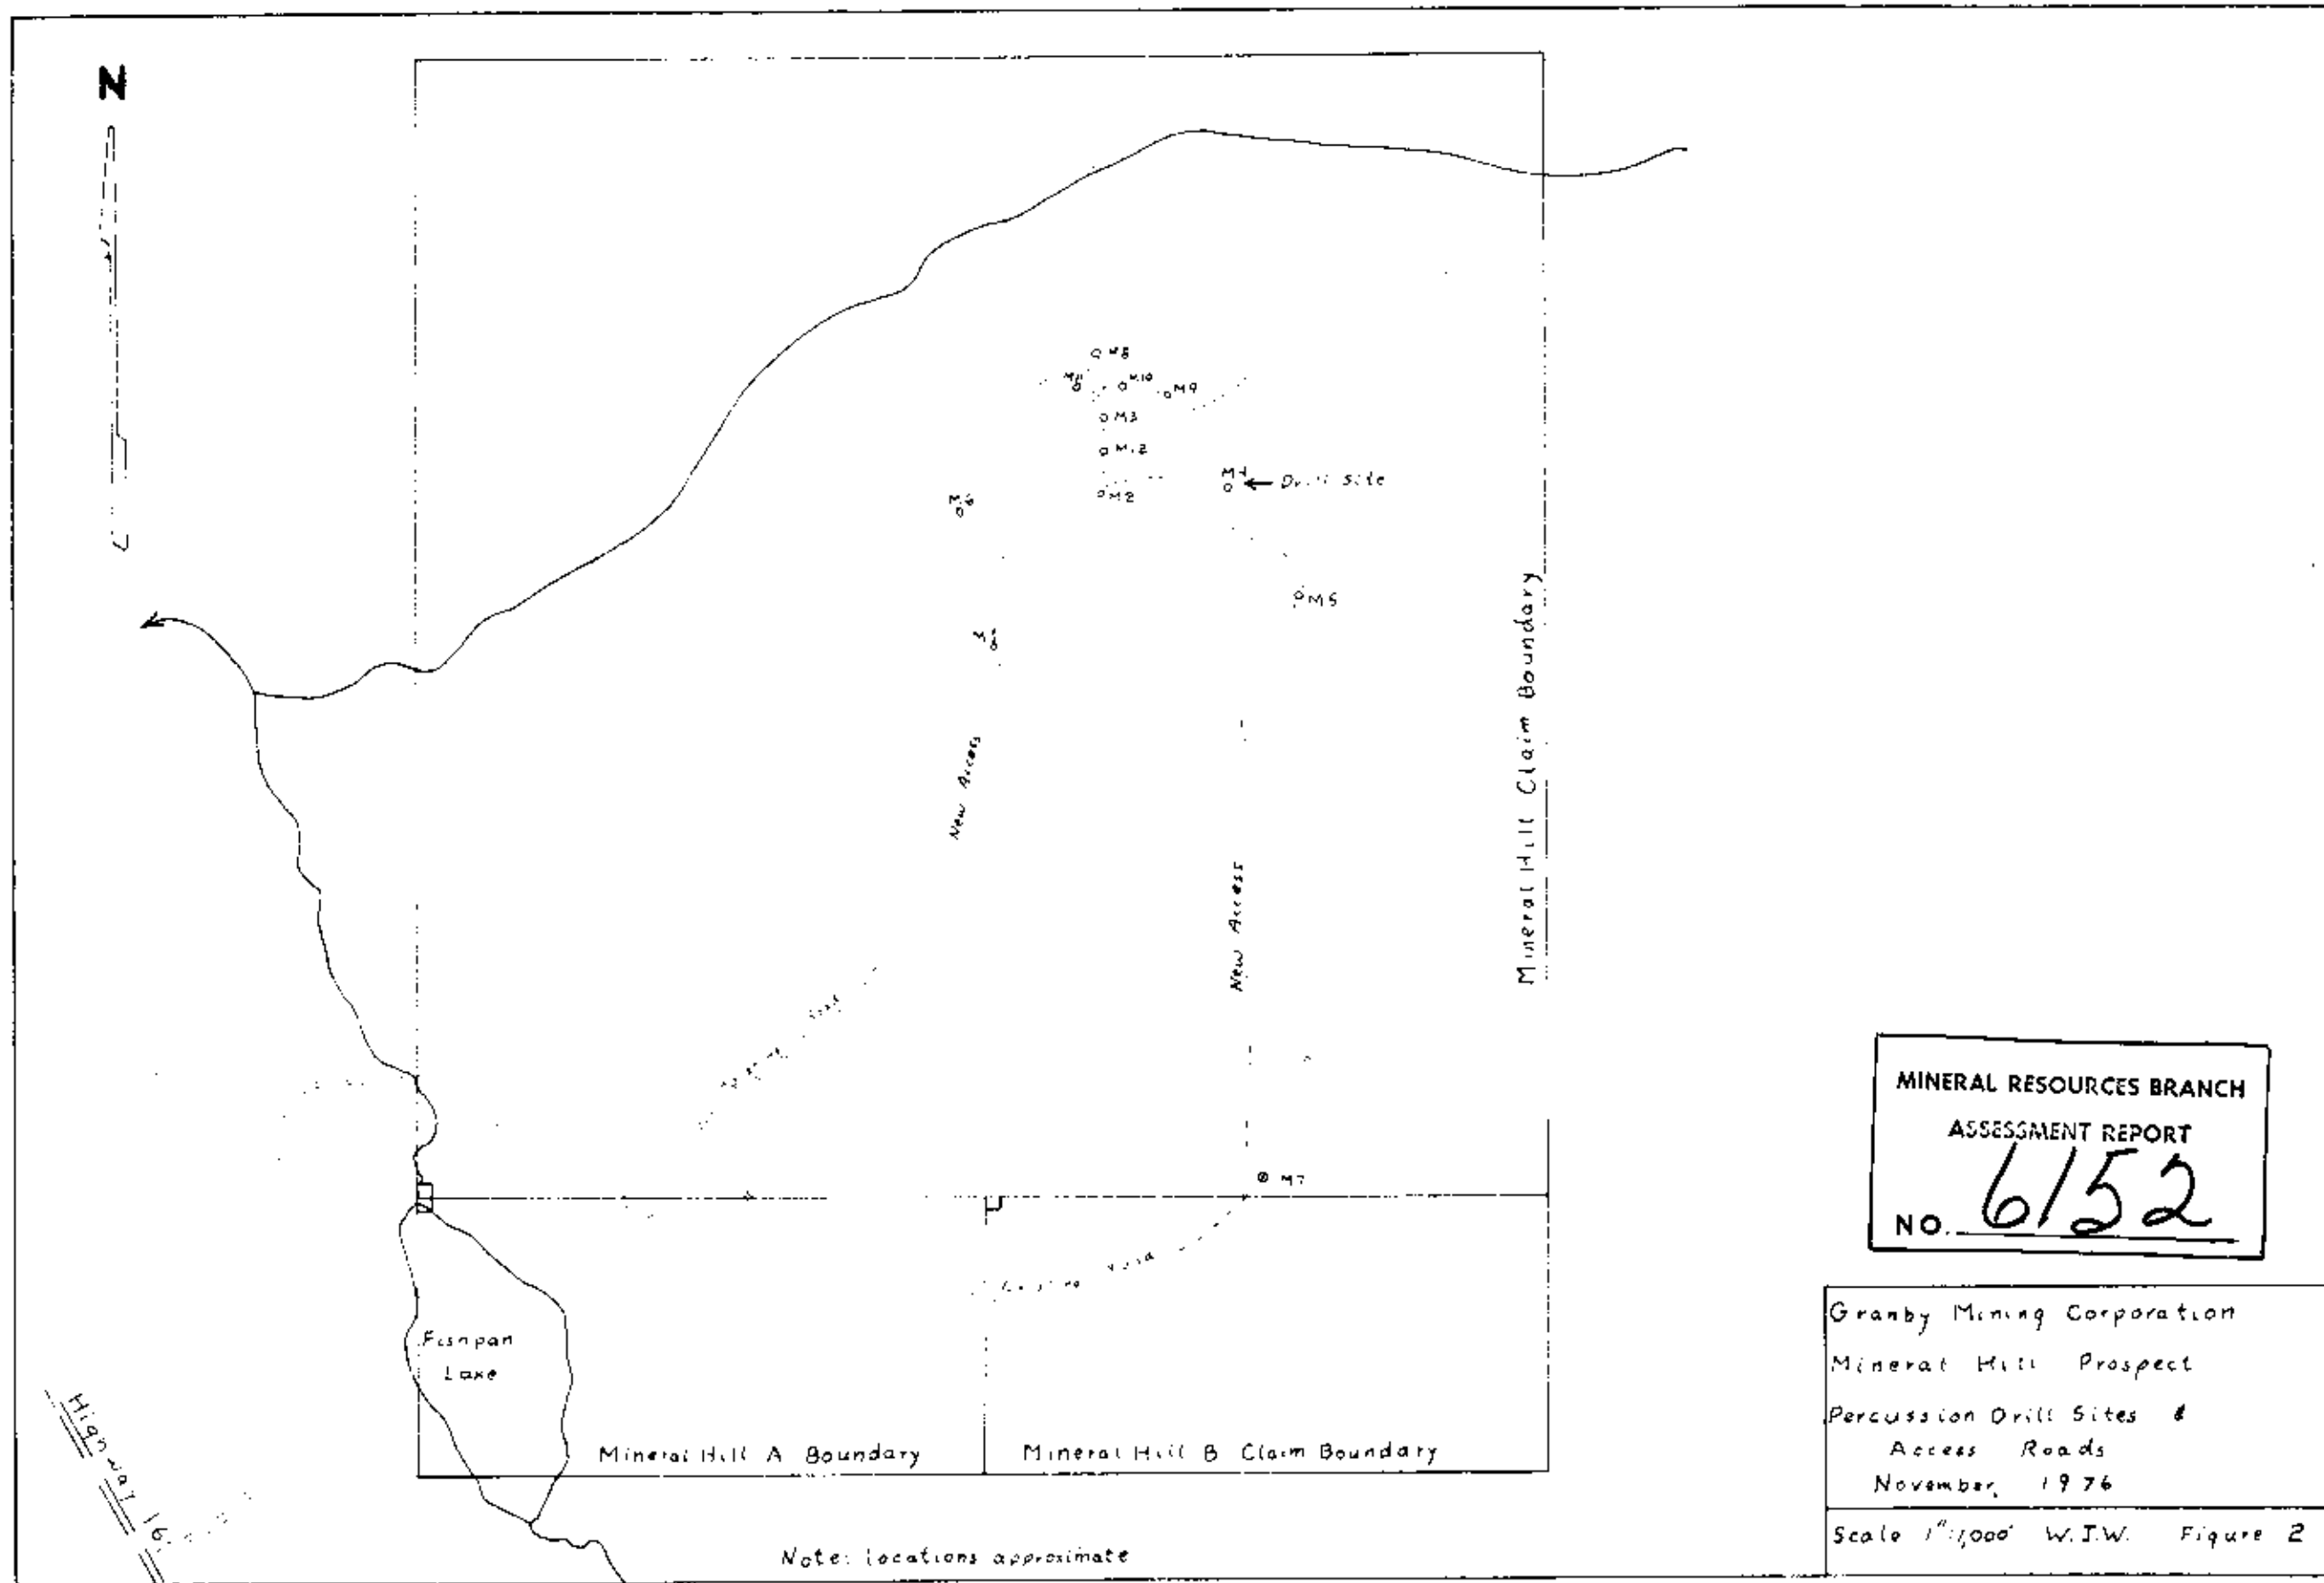 N
M8
M11
M10
M9
M3
M12
M4
Drill Site
M2
M6
M5
Mineral Hill Claim Boundary
New Access
New Access
M7
Existing Road
Fishpan
Lake
Highway 16
Mineral Hill A Boundary
Mineral Hill B Claim Boundary
Note: locations approximate
MINERAL RESOURCES BRANCH
ASSESSMENT REPORT
NO. 6152
Granby Mining Corporation
Mineral Hill Prospect
Percussion Drill Sites &
Access Roads
November, 1976
Scale 1":1,000' W.J.W. Figure 2